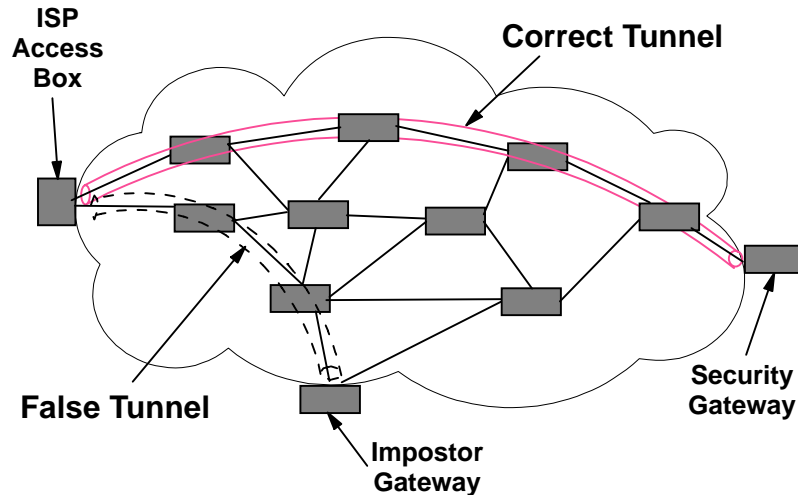 ISP
Access
Box
Correct Tunnel
False Tunnel
Impostor
Gateway
Security
Gateway